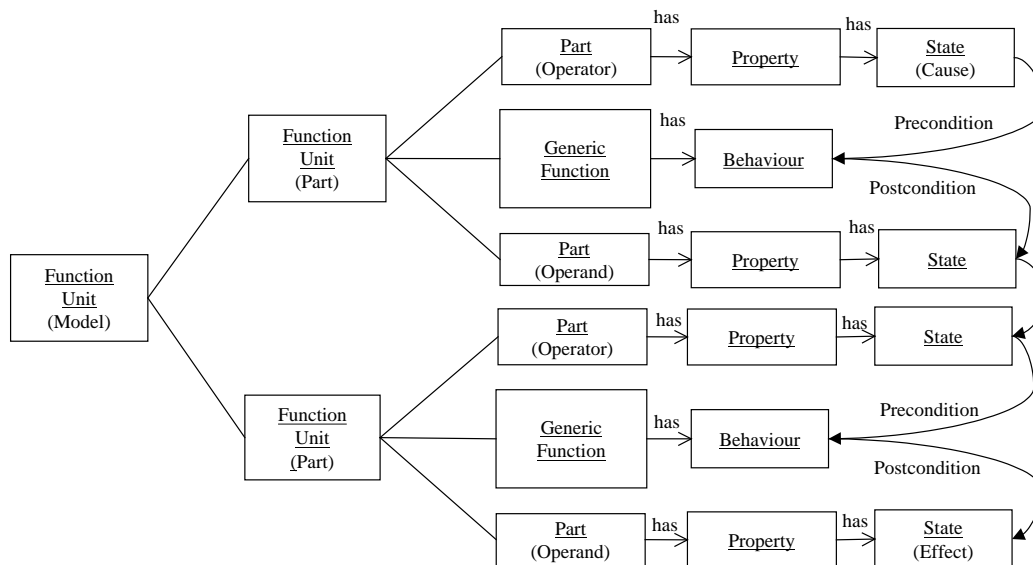 has
has
Part
(Operator)
Property
State
(Cause)
Precondition
Function
Unit
(Part)
has
Generic
Function
Behaviour
Postcondition
has
has
Part
(Operand)
Property
State
Function
Unit
(Model)
has
has
Part
(Operator)
Property
State
Precondition
Function
Unit
(Part)
has
Generic
Function
Behaviour
Postcondition
has
has
Part
(Operand)
Property
State
(Effect)